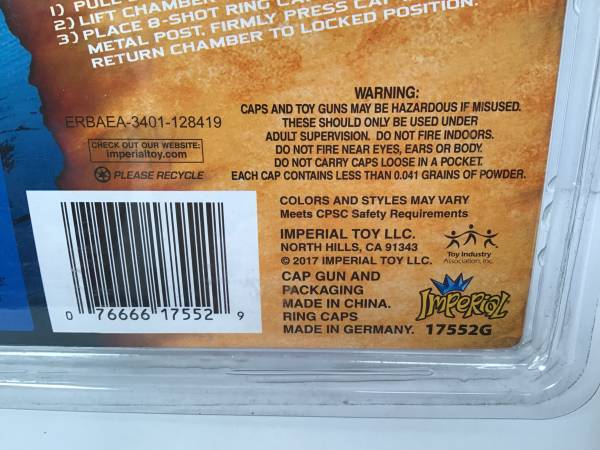 1) PULL
2) LIFT CHAMBER
3) PLACE 8-SHOT RING
METAL POST. FIRMLY PRESS
RETURN CHAMBER TO LOCKED POSITION.
ERBAEA-3401-128419
CHECK OUT OUR WEBSITE:
imperialtoy.com
PLEASE RECYCLE
WARNING:
CAPS AND TOY GUNS MAY BE HAZARDOUS IF MISUSED.
THESE SHOULD ONLY BE USED UNDER
ADULT SUPERVISION. DO NOT FIRE INDOORS.
DO NOT FIRE NEAR EYES, EARS OR BODY.
DO NOT CARRY CAPS LOOSE IN A POCKET.
EACH CAP CONTAINS LESS THAN 0.041 GRAINS OF POWDER.
COLORS AND STYLES MAY VARY
Meets CPSC Safety Requirements
IMPERIAL TOY LLC.
NORTH HILLS, CA 91343
© 2017 IMPERIAL TOY LLC.
Toy Industry
Association, Inc.
CAP GUN AND
PACKAGING
MADE IN CHINA.
RING CAPS
MADE IN GERMANY.
IMPERIAL
17552G
0 76666 17552 9